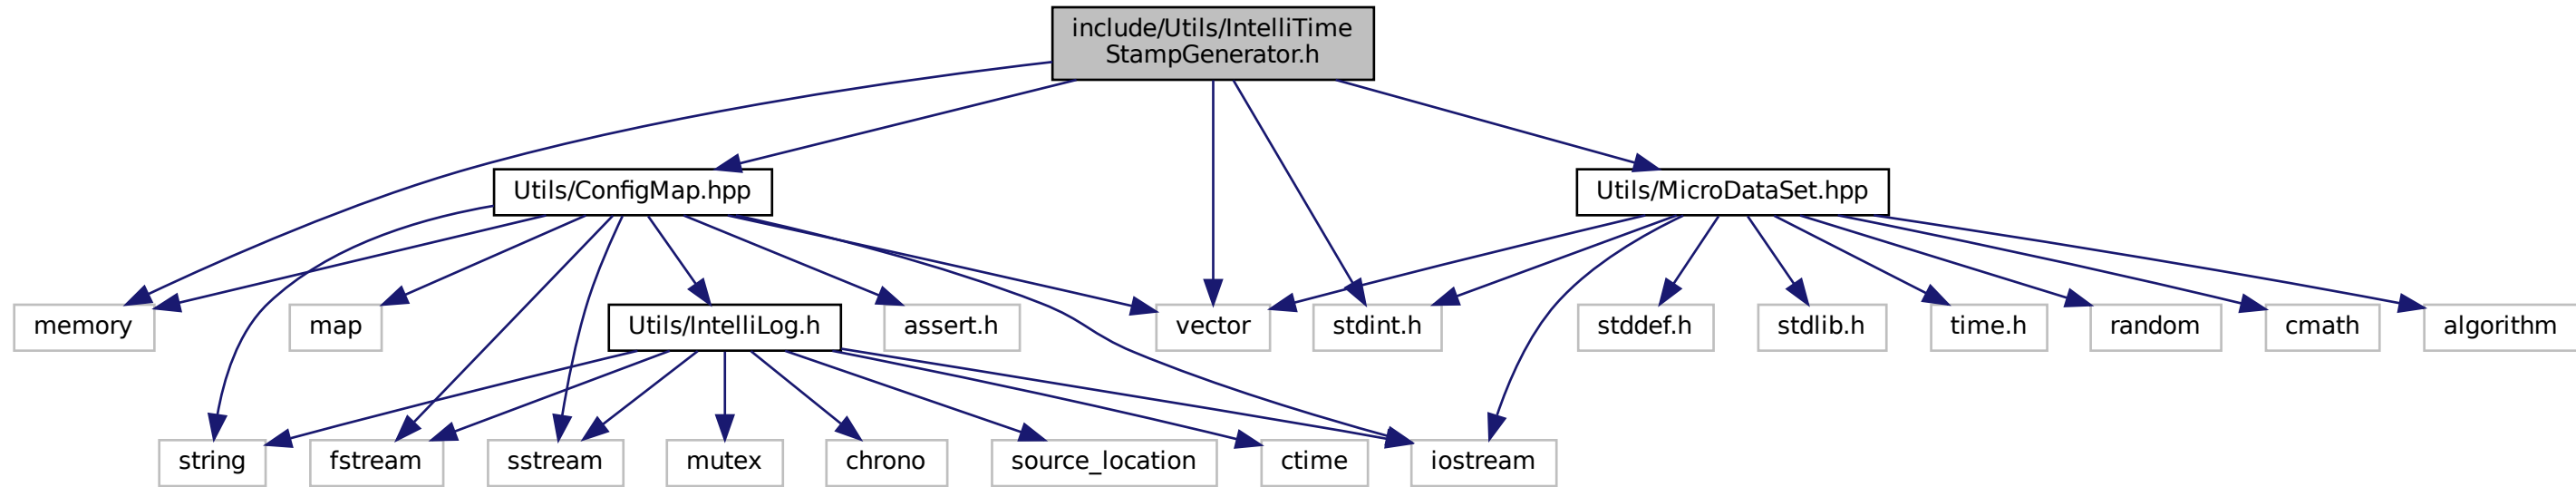 include/Utils/IntelliTime
StampGenerator.h
Utils/ConfigMap.hpp
Utils/MicroDataSet.hpp
memory
map
Utils/IntelliLog.h
assert.h
vector
stdint.h
stddef.h
stdlib.h
time.h
random
cmath
algorithm
string
fstream
sstream
mutex
chrono
source_location
ctime
iostream